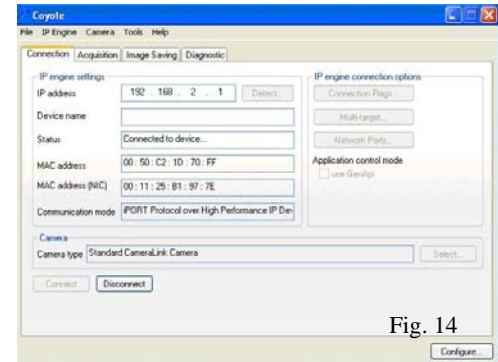 Coyote
File IP Engine Camera Tools Help
Connection Acquisition Image Saving Diagnostic
IP engine settings
IP address 192 . 168 . 2 . 1 Detect...
Device name
Status Connected to device...
MAC address 00 : 50 : C2 : 1D : 70 : FF
MAC address (NIC) 00 : 11 : 25 : B1 : 97 : 7E
Communication mode iPORT Protocol over High Performance IP Dev
IP engine connection options
Connection Flags...
Multi-target...
Network Ports...
Application control mode
use GenApi
Camera
Camera type Standard CameraLink Camera Select...
Connect Disconnect
Fig. 14
Configure...